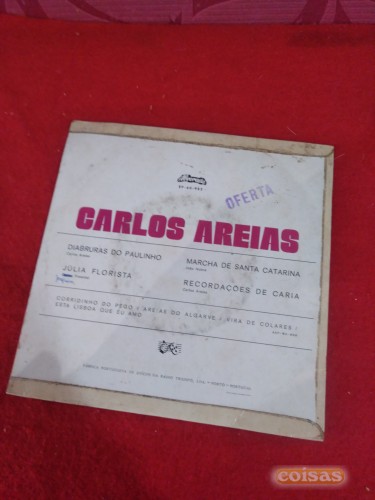 OFERTA
CARLOS AREIAS
DIABRURAS DO PAULINHO
MARCHA DE SANTA CATARINA
JÚLIA FLORISTA
RECORDAÇÕES DE CARIA
CORRIDINHO DO PEGO / AREIAS DO ALGARVE / VIRA DE COLARES /
ESTA LISBOA QUE EU AMO
coisas